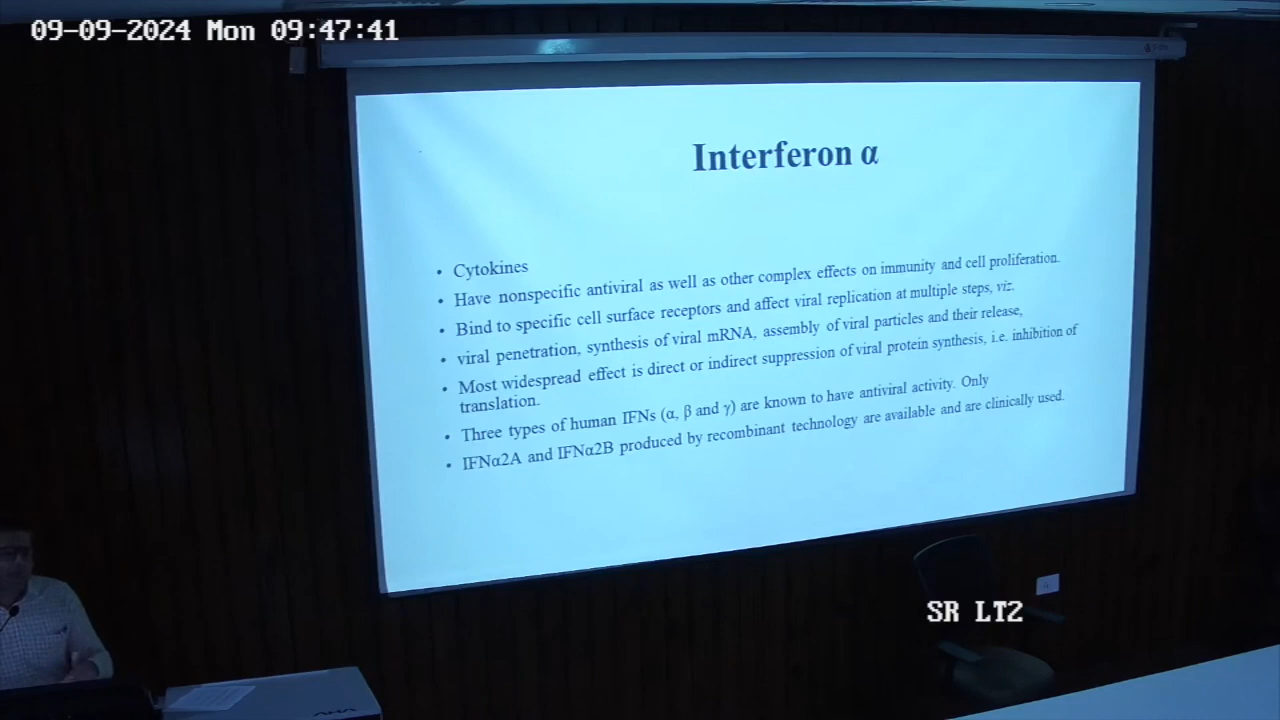 09-09-2024 Mon 09:47:41
Interferon α
• Cytokines
• Have nonspecific antiviral as well as other complex effects on immunity and cell proliferation.
• Bind to specific cell surface receptors and affect viral replication at multiple steps, viz.
• viral penetration, synthesis of viral mRNA, assembly of viral particles and their release,
• Most widespread effect is direct or indirect suppression of viral protein synthesis, i.e. inhibition of
translation.
• Three types of human IFNs (α, β and γ) are known to have antiviral activity. Only
• IFNα2A and IFNα2B produced by recombinant technology are available and are clinically used.
SR LT2